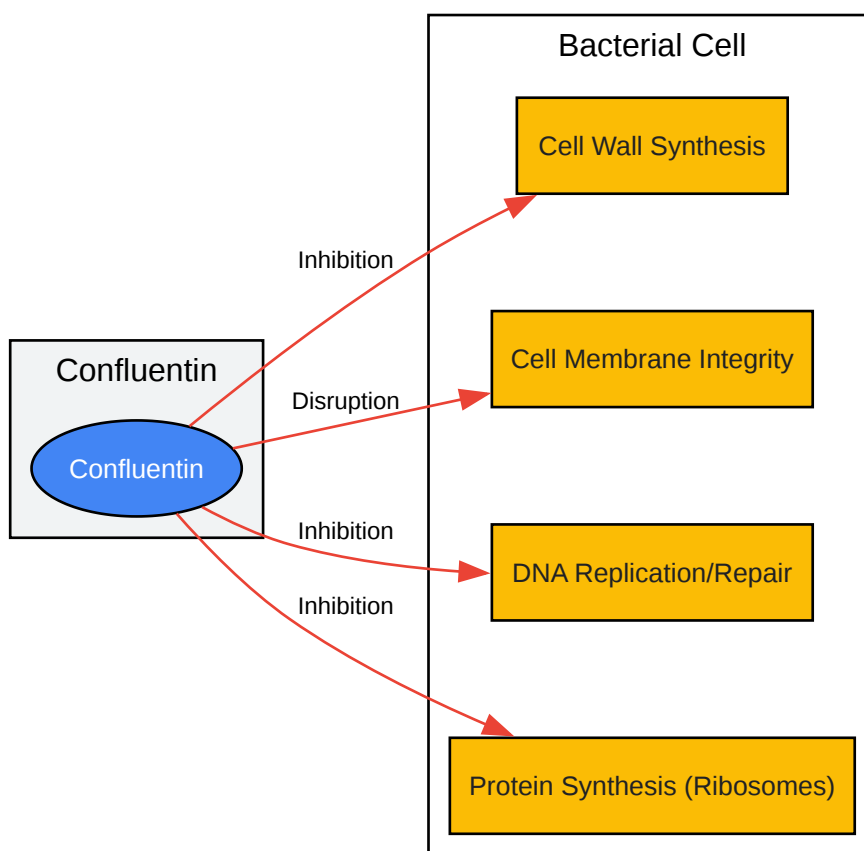 Bacterial Cell
Cell Wall Synthesis
Inhibition
Cell Membrane Integrity
Confluentin
Disruption
Confluentin
Inhibition
DNA Replication/Repair
Inhibition
Protein Synthesis (Ribosomes)